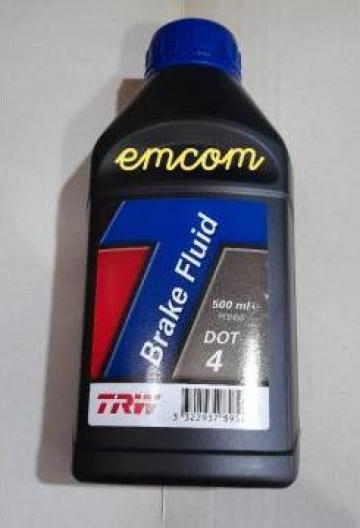 emcom
Brake Fluid
500 ml
DOT
4
TRW